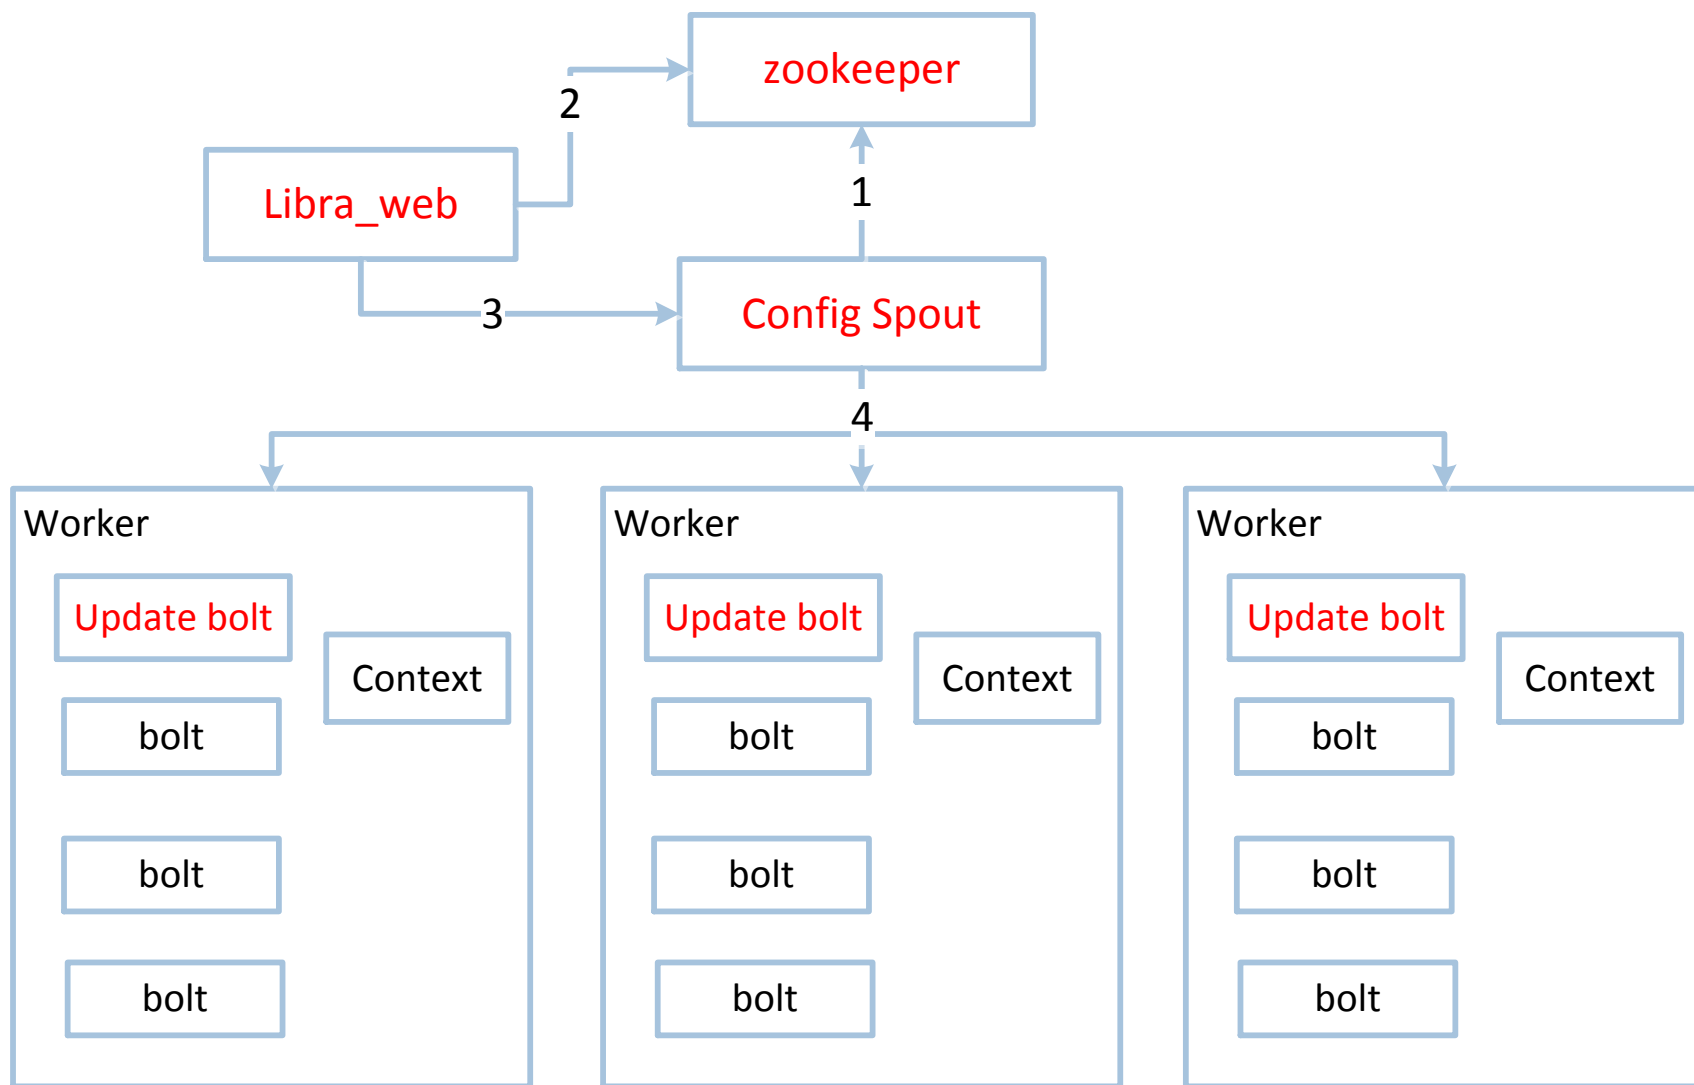 zookeeper
2
Libra_web
1
3
Config Spout
4
Worker
Update bolt
Context
bolt
bolt
bolt
Worker
Update bolt
Context
bolt
bolt
bolt
Worker
Update bolt
Context
bolt
bolt
bolt